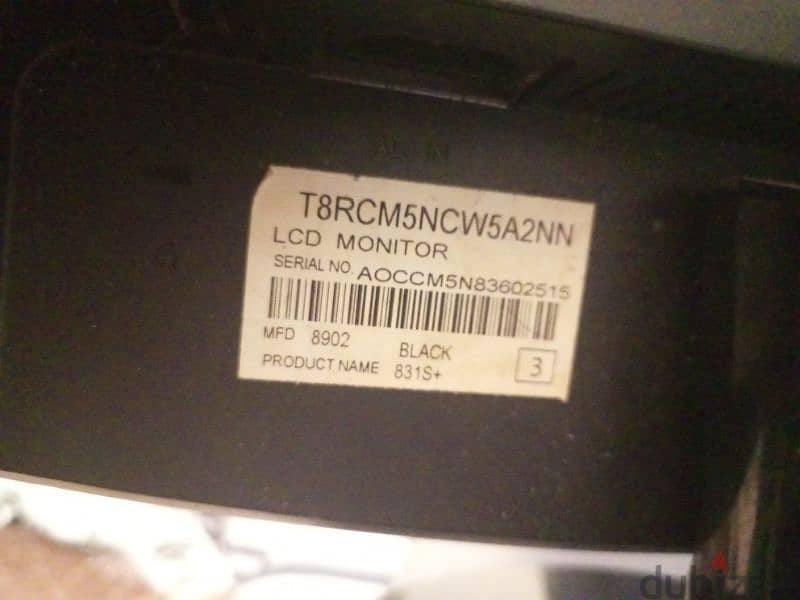 T8RCM5NCW5A2NN
LCD MONITOR
SERIAL NO. AOCCM5N83602515
MFD 8902
BLACK
PRODUCT NAME 831S+
3
dubizzle